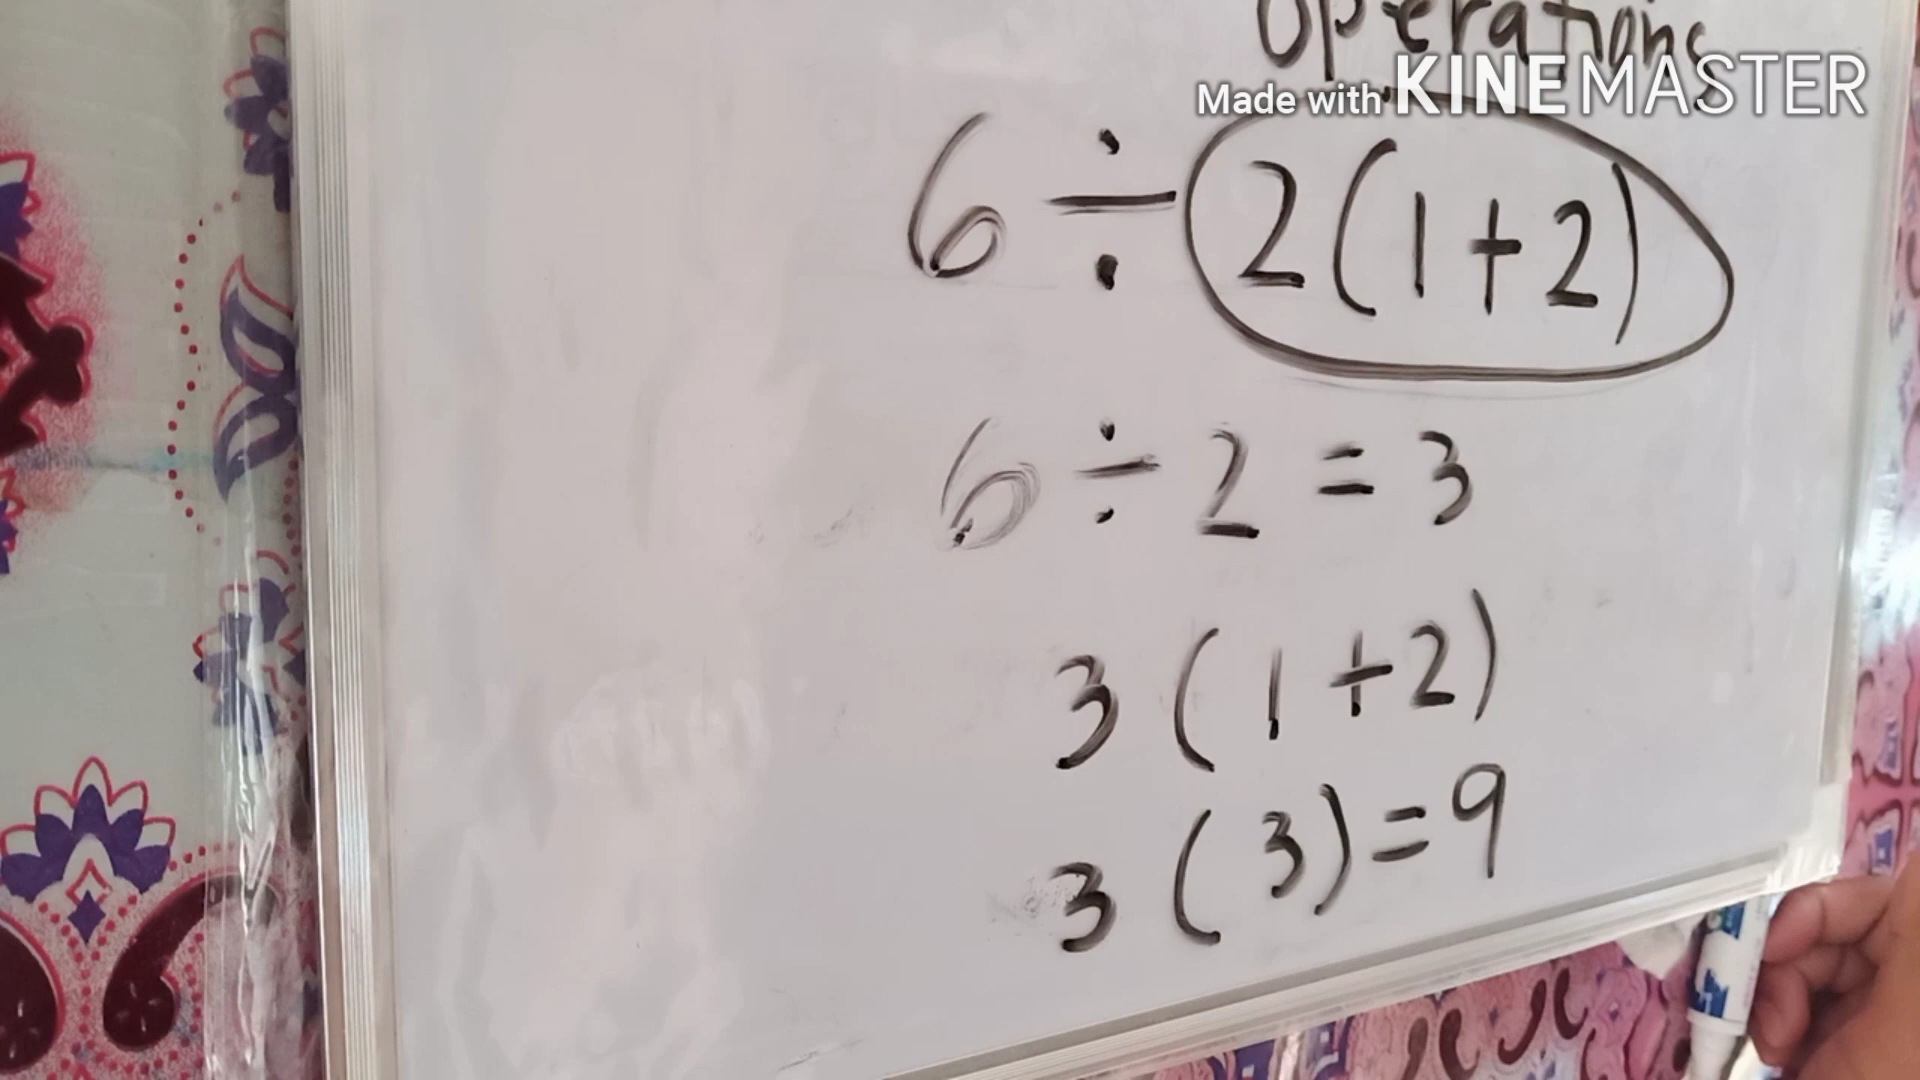 Operations
Made with KINEMASTER
6 ÷ 2(1+2)
6 ÷ 2 = 3
3 (1+2)
3 (3)=9